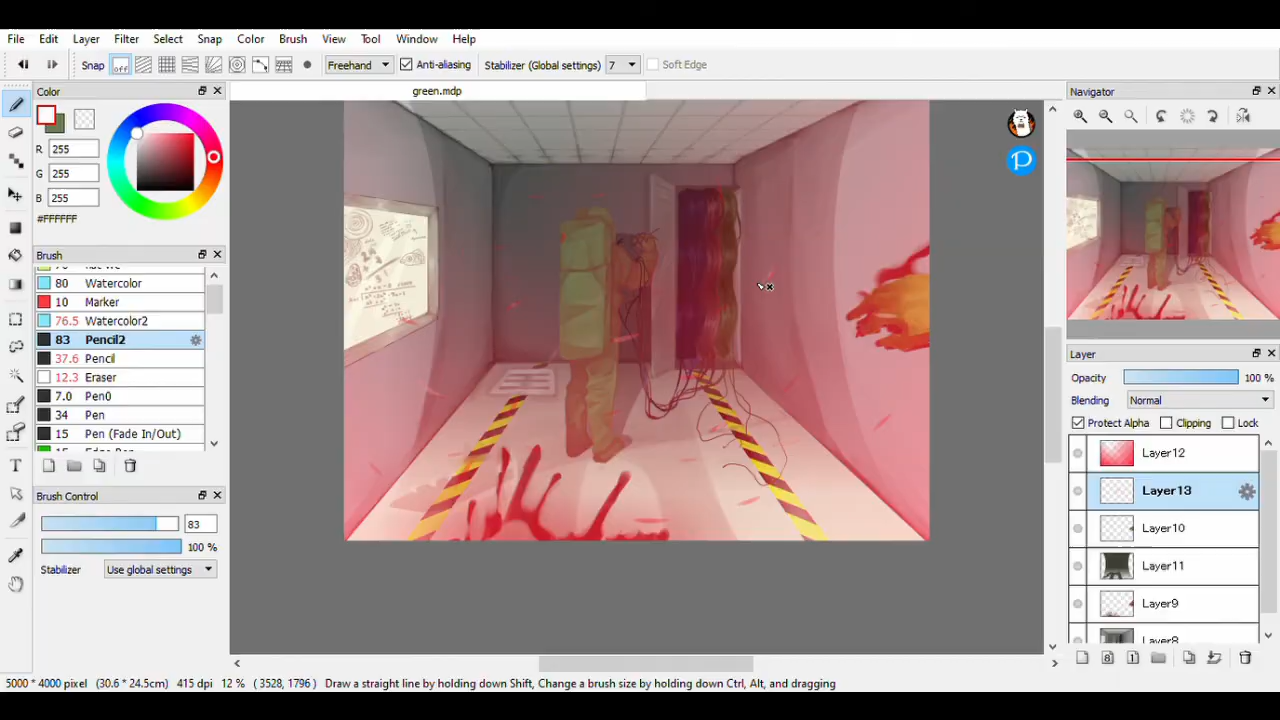 File Edit Layer Filter Select Snap Color Brush View Tool Window Help
Snap off Freehand Anti-aliasing Stabilizer (Global settings) 7 Soft Edge
Color
green.mdp
Navigator
R 255
G 255
B 255
#FFFFFF
Brush
80 Watercolor
10 Marker
76.5 Watercolor2
83 Pencil2
37.6 Pencil
12.3 Eraser
7.0 Pen0
34 Pen
15 Pen (Fade In/Out)
Brush Control
83
100 %
Stabilizer Use global settings
Layer
Opacity 100 %
Blending Normal
Protect Alpha Clipping Lock
Layer12
Layer13
Layer10
Layer11
Layer9
Layer8
5000 * 4000 pixel (30.6 * 24.5cm) 415 dpi 12 % ( 3528, 1796 ) Draw a straight line by holding down Shift, Change a brush size by holding down Ctrl, Alt, and dragging